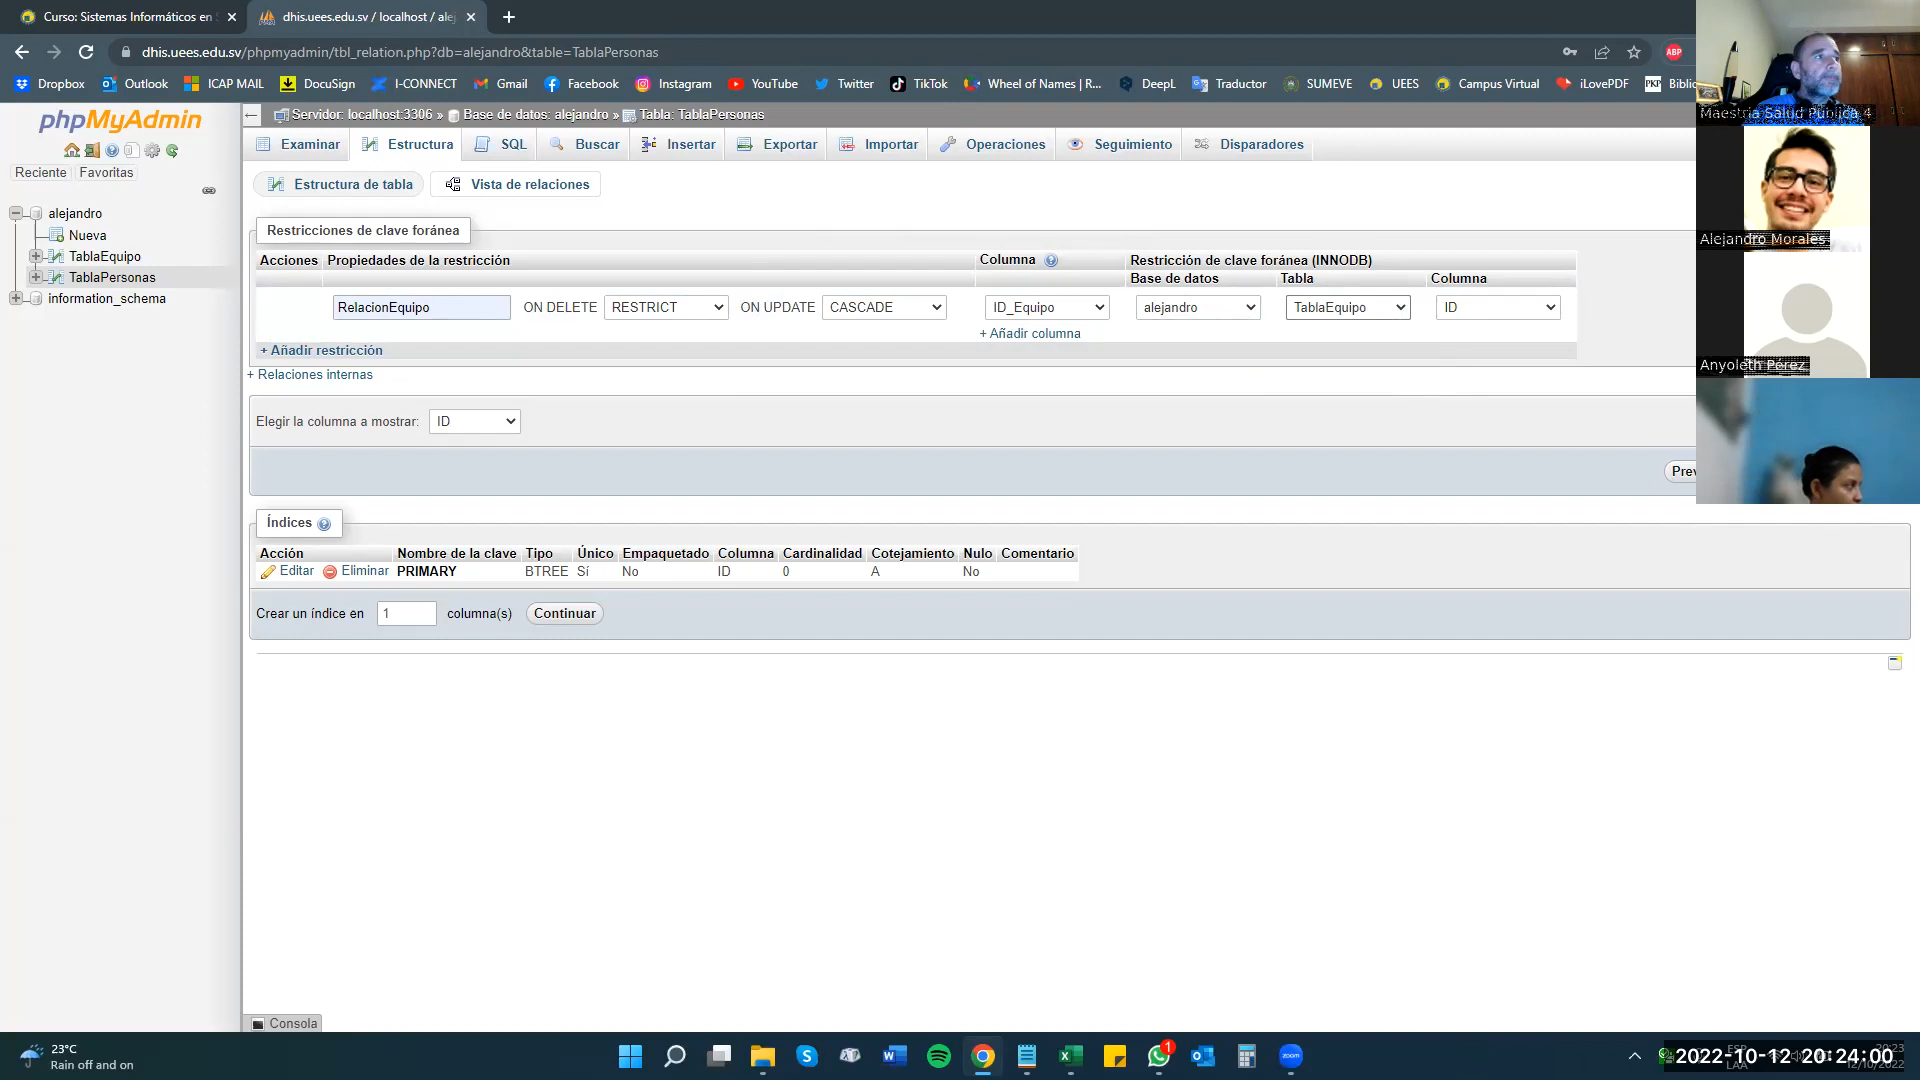 Curso: Sistemas Informáticos en S
dhis.uees.edu.sv / localhost / alej
dhis.uees.edu.sv/phpmyadmin/tbl_relation.php?db=alejandro&table=TablaPersonas
ABP
Dropbox Outlook ICAP MAIL DocuSign I-CONNECT Gmail Facebook Instagram YouTube Twitter TikTok Wheel of Names | R... DeepL Traductor SUMEVE UEES Campus Virtual iLovePDF Bibli
Maestria Salud Publica 4
Alejandro Morales
Anyoleth Pérez
phpMyAdmin
Reciente Favoritas
alejandro
Nueva
TablaEquipo
TablaPersonas
information_schema
Servidor: localhost:3306 » Base de datos: alejandro » Tabla: TablaPersonas
Examinar Estructura SQL Buscar Insertar Exportar Importar Operaciones Seguimiento Disparadores
Estructura de tabla Vista de relaciones
Restricciones de clave foránea
Acciones Propiedades de la restricción Columna Restricción de clave foránea (INNODB)
Base de datos Tabla Columna
RelacionEquipo ON DELETE RESTRICT ON UPDATE CASCADE ID_Equipo alejandro TablaEquipo ID
+ Añadir columna
+ Añadir restricción
+ Relaciones internas
Elegir la columna a mostrar: ID
Prev
Índices
Acción Nombre de la clave Tipo Único Empaquetado Columna Cardinalidad Cotejamiento Nulo Comentario
Editar Eliminar PRIMARY BTREE Sí No ID 0 A No
Crear un índice en 1 columna(s) Continuar
Consola
23°C
Rain off and on
zoom
1
2022-10-12 20:24:00